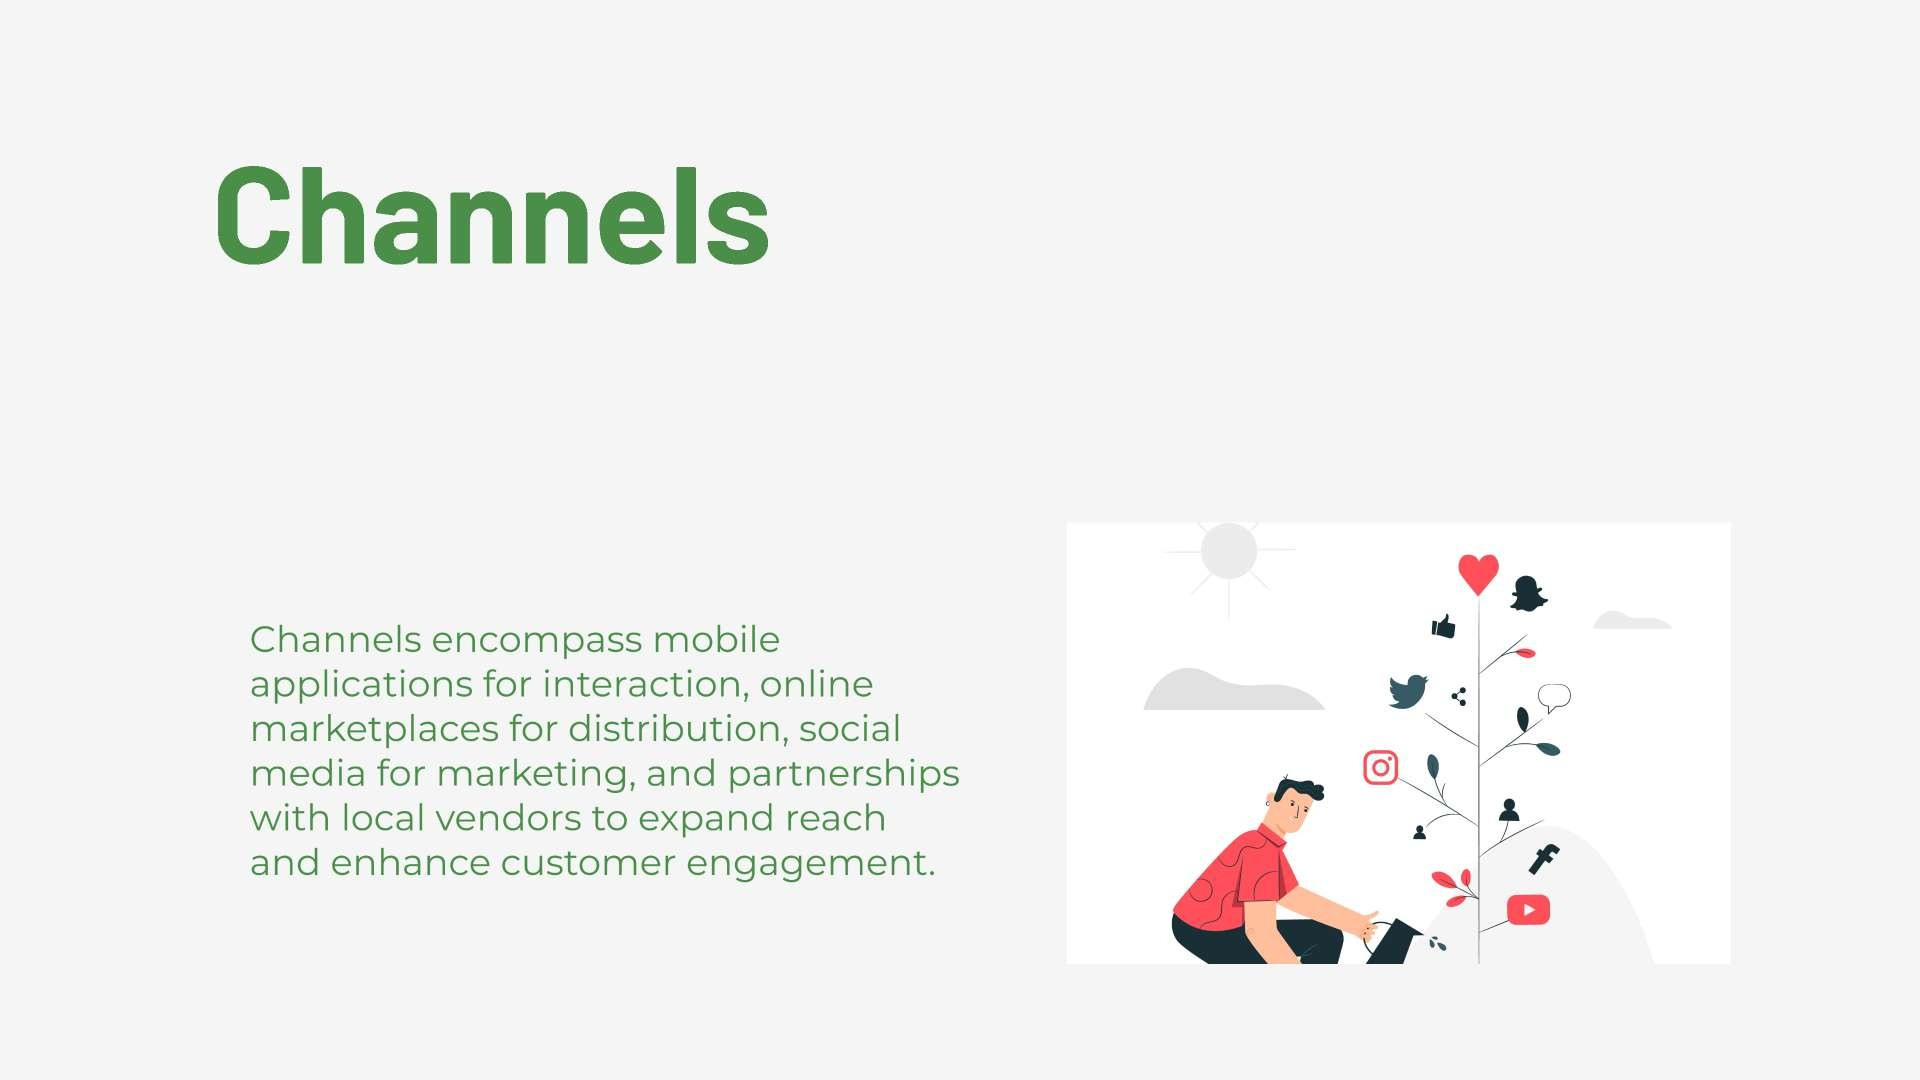 Channels
Channels encompass mobile
applications for interaction, online
marketplaces for distribution, social
media for marketing, and partnerships
with local vendors to expand reach
and enhance customer engagement.